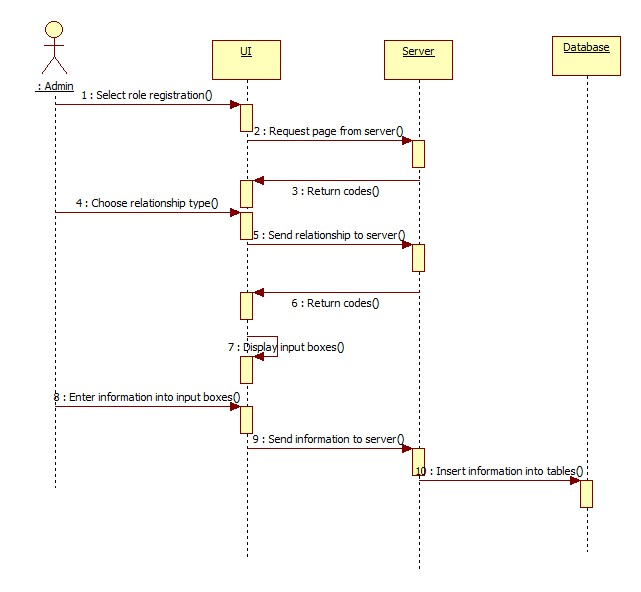 UI
Server
Database
: Admin
1 : Select role registration()
2 : Request page from server()
3 : Return codes()
4 : Choose relationship type()
5 : Send relationship to server()
6 : Return codes()
7 : Display input boxes()
8 : Enter information into input boxes()
9 : Send information to server()
10 : Insert information into tables()